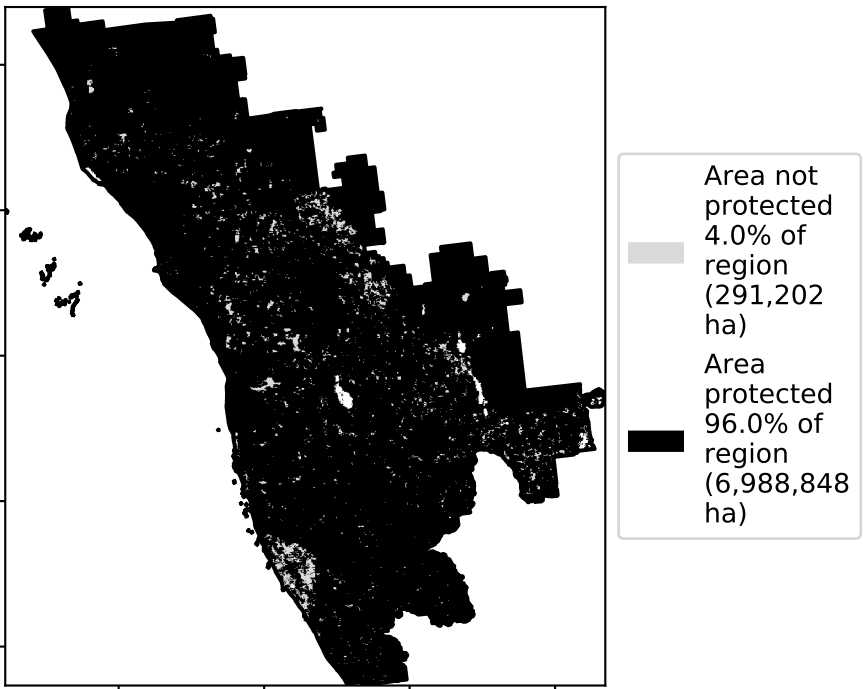 Area not
protected
4.0% of
region
(291,202
ha)
Area
protected
96.0% of
region
(6,988,848
ha)